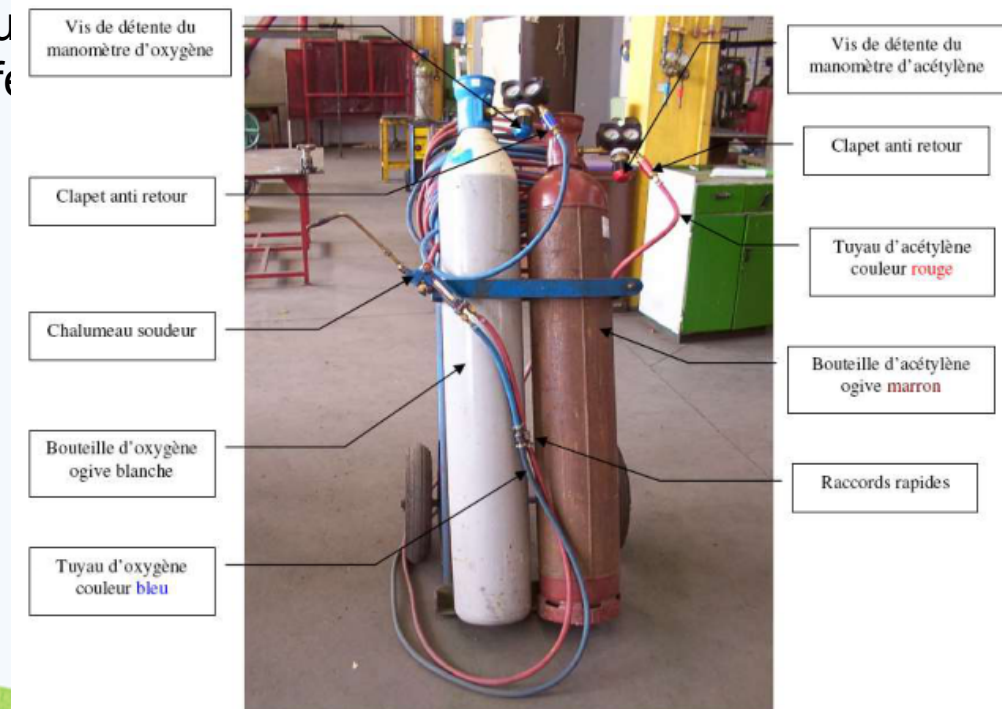 Vis de détente du
manomètre d'oxygène
Clapet anti retour
Chalumeau soudeur
Bouteille d'oxygène
ogive blanche
Tuyau d'oxygène
couleur bleu
Vis de détente du
manomètre d'acétylène
Clapet anti retour
Tuyau d'acétylène
couleur rouge
Bouteille d'acétylène
ogive marron
Raccords rapides